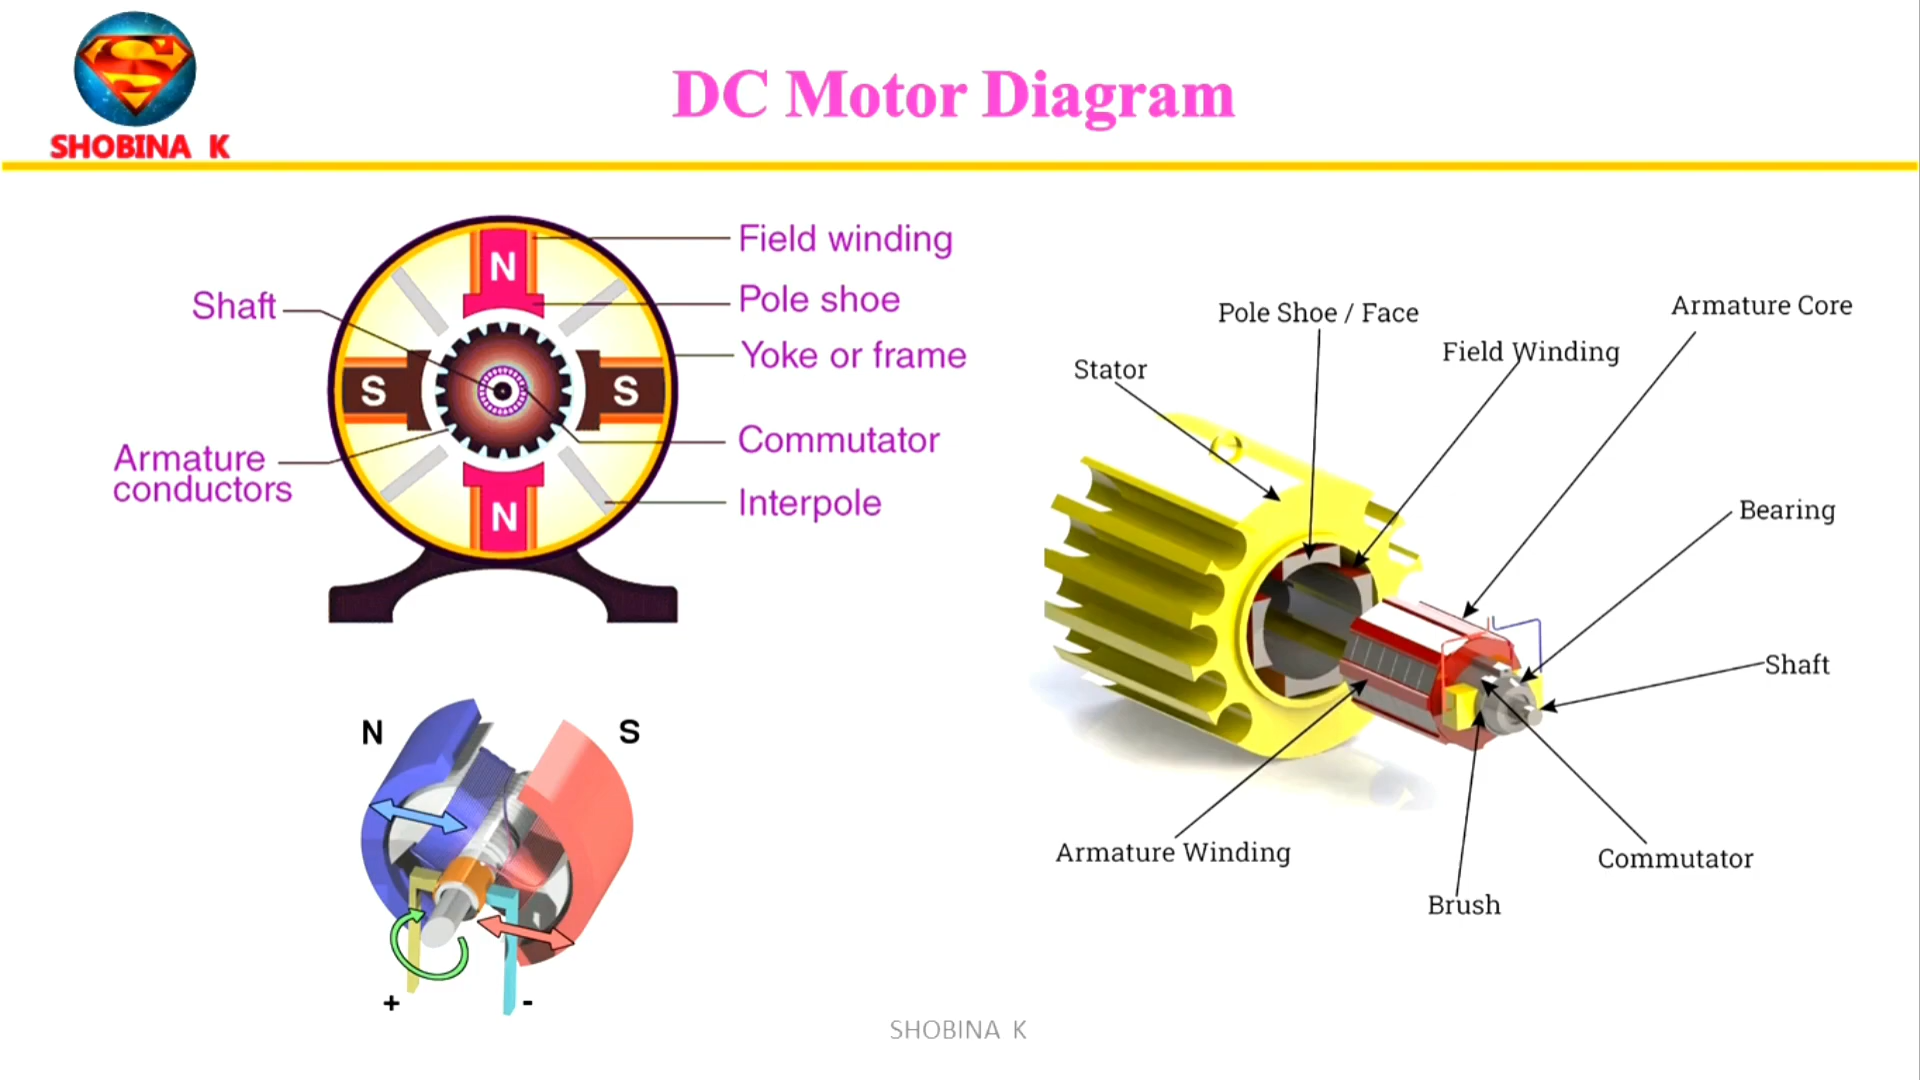 SHOBINA K
DC Motor Diagram
Field winding
N
Shaft
Pole shoe
Yoke or frame
S
S
Commutator
Armature
conductors
Interpole
N
Pole Shoe / Face
Armature Core
Field Winding
Stator
Bearing
Shaft
Armature Winding
Commutator
Brush
N
S
+
-
SHOBINA K